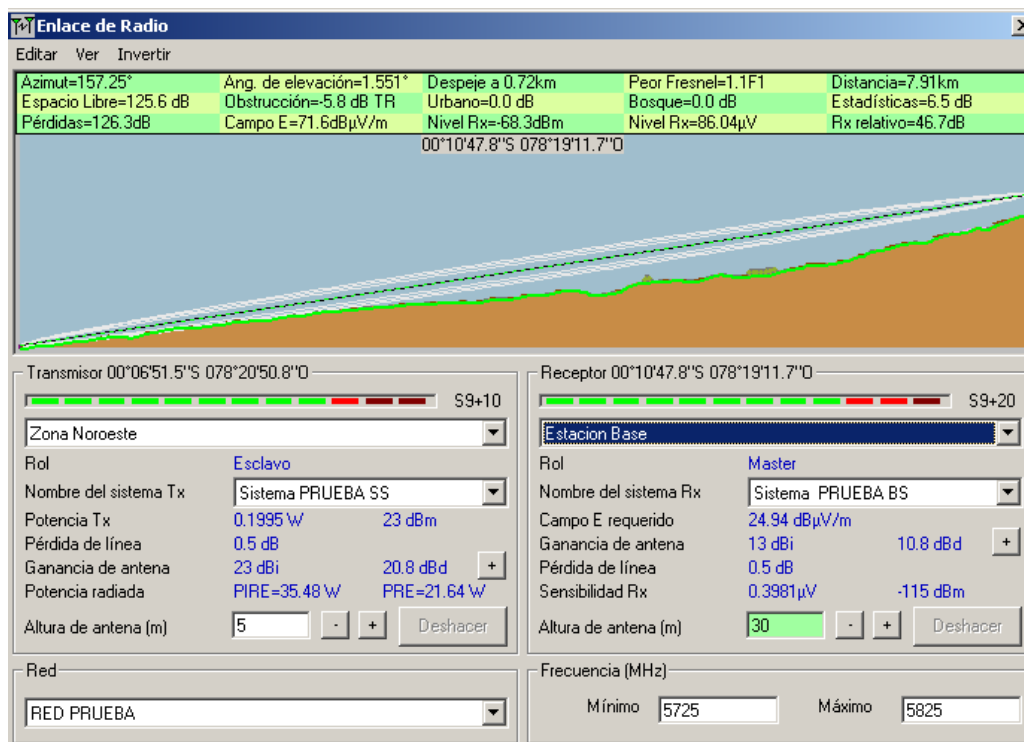 Enlace de Radio
Editar Ver Invertir
Azimut=157.25° Ang. de elevación=1.551° Despeje a 0.72km Peor Fresnel=1.1F1 Distancia=7.91km
Espacio Libre=125.6 dB Obstrucción=-5.8 dB TR Urbano=0.0 dB Bosque=0.0 dB Estadísticas=6.5 dB
Pérdidas=126.3dB Campo E=71.6dBµV/m Nivel Rx=-68.3dBm Nivel Rx=86.04µV Rx relativo=46.7dB
00°10'47.8"S 078°19'11.7"O
Transmisor 00°06'51.5"S 078°20'50.8"O
S9+10
Zona Noroeste
Rol Esclavo
Nombre del sistema Tx Sistema PRUEBA SS
Potencia Tx 0.1995 W 23 dBm
Pérdida de línea 0.5 dB
Ganancia de antena 23 dBi 20.8 dBd +
Potencia radiada PIRE=35.48 W PRE=21.64 W
Altura de antena (m) 5 - + Deshacer
Red
RED PRUEBA
Receptor 00°10'47.8"S 078°19'11.7"O
S9+20
Estacion Base
Rol Master
Nombre del sistema Rx Sistema PRUEBA BS
Campo E requerido 24.94 dBµV/m
Ganancia de antena 13 dBi 10.8 dBd +
Pérdida de línea 0.5 dB
Sensibilidad Rx 0.3981µV -115 dBm
Altura de antena (m) 30 - + Deshacer
Frecuencia (MHz)
Mínimo 5725 Máximo 5825